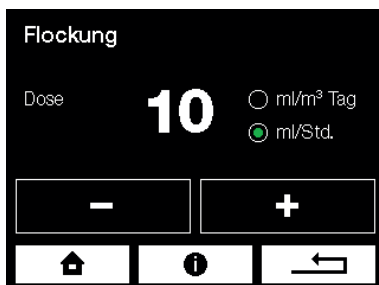 Flockung
Dose
10
ml/m³ Tag
ml/Std.
− +